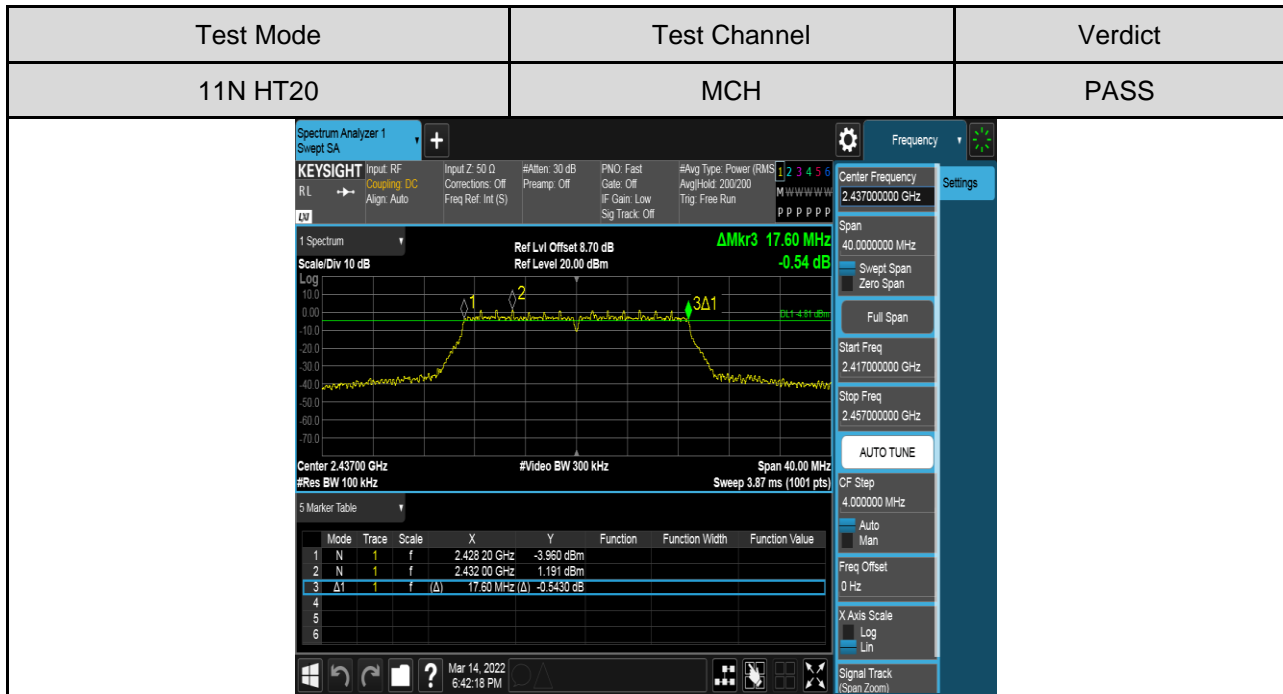 Test Mode Test Channel Verdict
11N HT20 MCH PASS
Spectrum Analyzer 1
Swept SA
+
Frequency
KEYSIGHT Input: RF Input Z: 50 Ω #Atten: 30 dB PNO: Fast #Avg Type: Power (RMS 1 2 3 4 5 6
RL Coupling: DC Corrections: Off Preamp: Off Gate: Off Avg|Hold: 200/200 M W W W W W
Align: Auto Freq Ref: Int (S) IF Gain: Low Trig: Free Run
LXI Sig Track: Off P P P P P P
1 Spectrum Ref Lvl Offset 8.70 dB ΔMkr3 17.60 MHz
Scale/Div 10 dB Ref Level 20.00 dBm -0.54 dB
Log
10.0
0.00
-10.0
-20.0
-30.0
-40.0
-50.0
-60.0
-70.0
1 2 3Δ1
DL1 -4.81 dBm
Center 2.43700 GHz #Video BW 300 kHz Span 40.00 MHz
#Res BW 100 kHz Sweep 3.87 ms (1001 pts)
5 Marker Table
Mode Trace Scale X Y Function Function Width Function Value
1 N 1 f 2.428 20 GHz -3.960 dBm
2 N 1 f 2.432 00 GHz 1.191 dBm
3 Δ1 1 f (Δ) 17.60 MHz (Δ) -0.5430 dB
4
5
6
? Mar 14, 2022
6:42:18 PM
Center Frequency
2.437000000 GHz
Settings
Span
40.0000000 MHz
Swept Span
Zero Span
Full Span
Start Freq
2.417000000 GHz
Stop Freq
2.457000000 GHz
AUTO TUNE
CF Step
4.000000 MHz
Auto
Man
Freq Offset
0 Hz
X Axis Scale
Log
Lin
Signal Track
(Span Zoom)